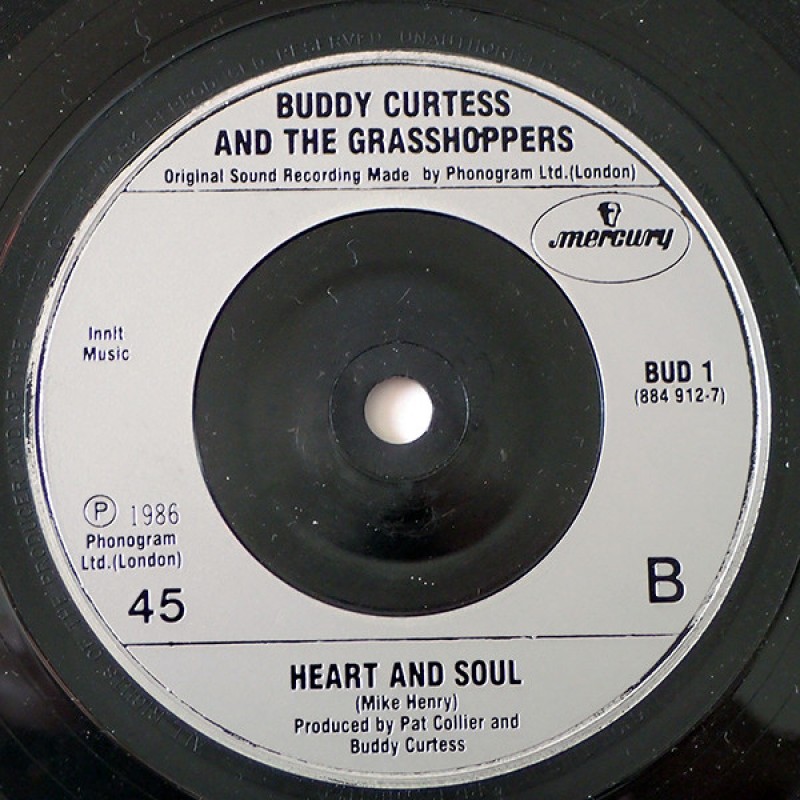 BUDDY CURTESS
AND THE GRASSHOPPERS
Original Sound Recording Made by Phonogram Ltd.(London)
mercury
Innit
Music
BUD 1
(884 912-7)
Ⓟ 1986
Phonogram
Ltd.(London)
45
B
HEART AND SOUL
(Mike Henry)
Produced by Pat Collier and
Buddy Curtess